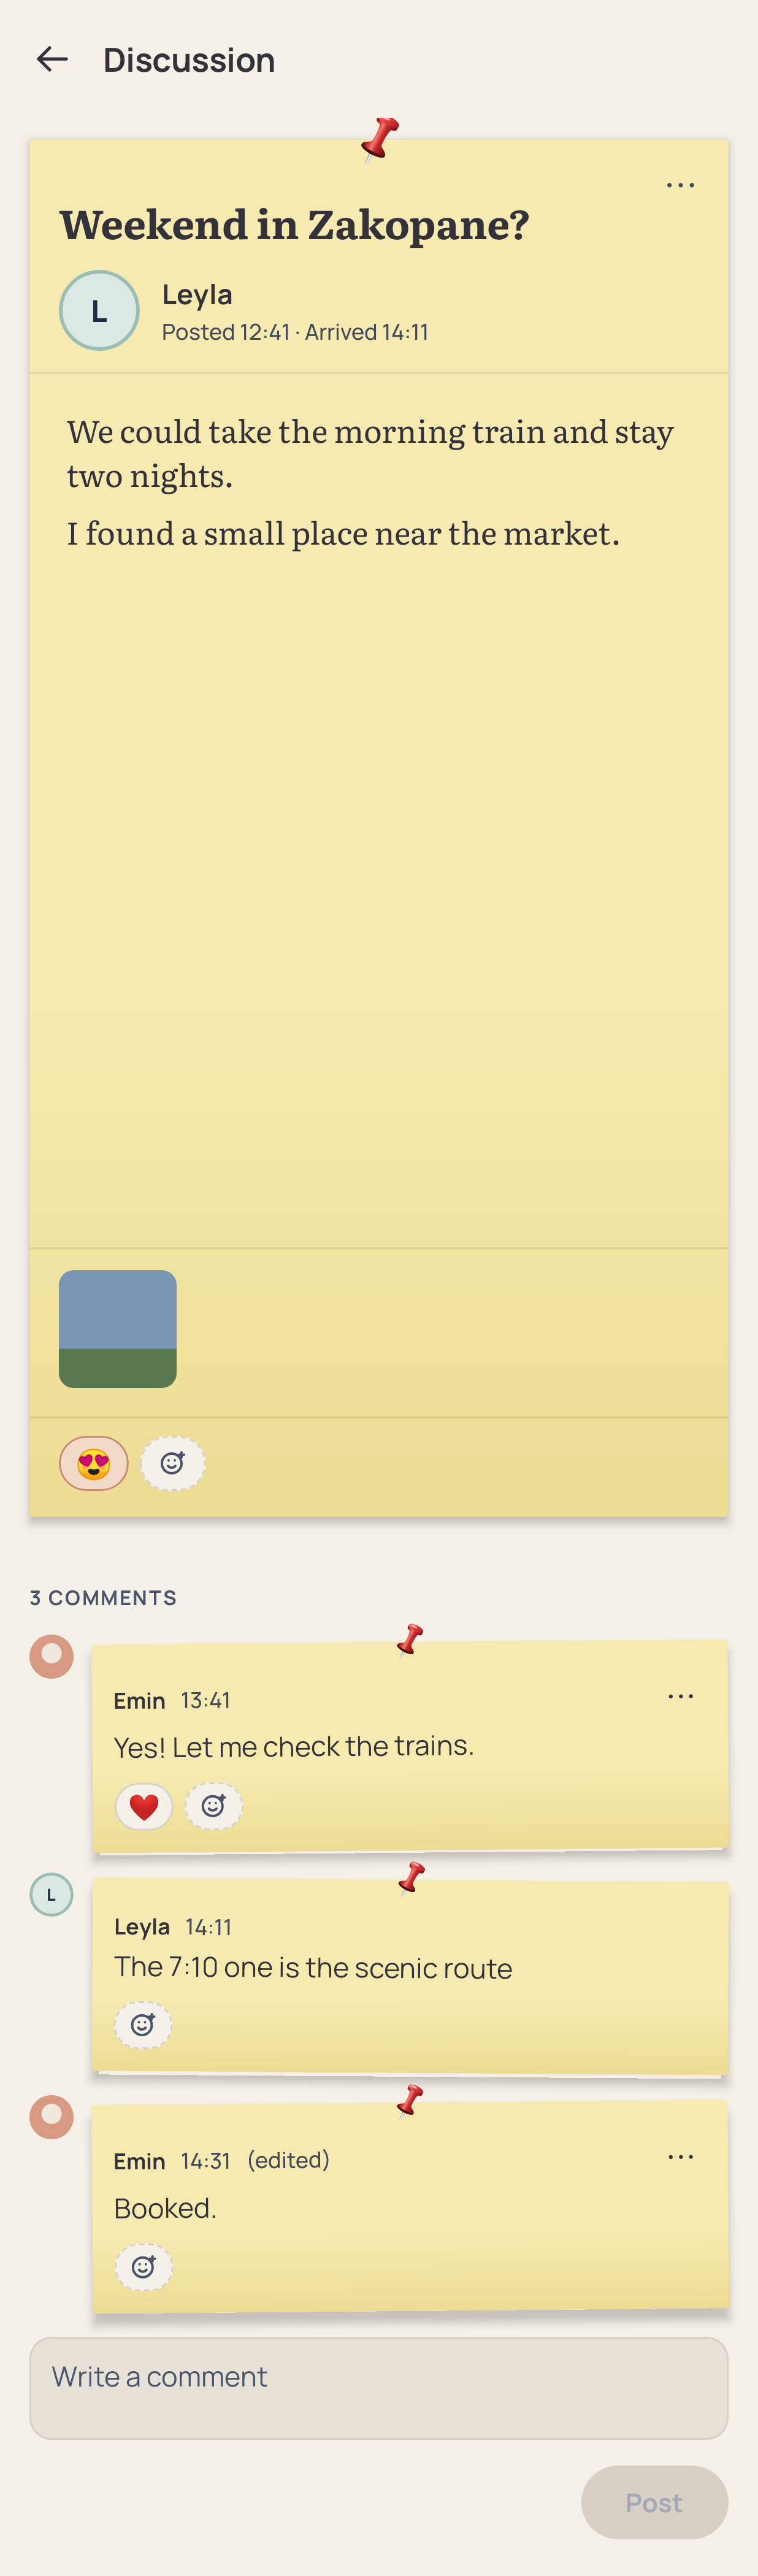 Discussion
Weekend in Zakopane?
L
Leyla
Posted 12:41 · Arrived 14:11
We could take the morning train and stay
two nights.
I found a small place near the market.
3 COMMENTS
Emin 13:41
Yes! Let me check the trains.
L
Leyla 14:11
The 7:10 one is the scenic route
Emin 14:31 (edited)
Booked.
Write a comment
Post